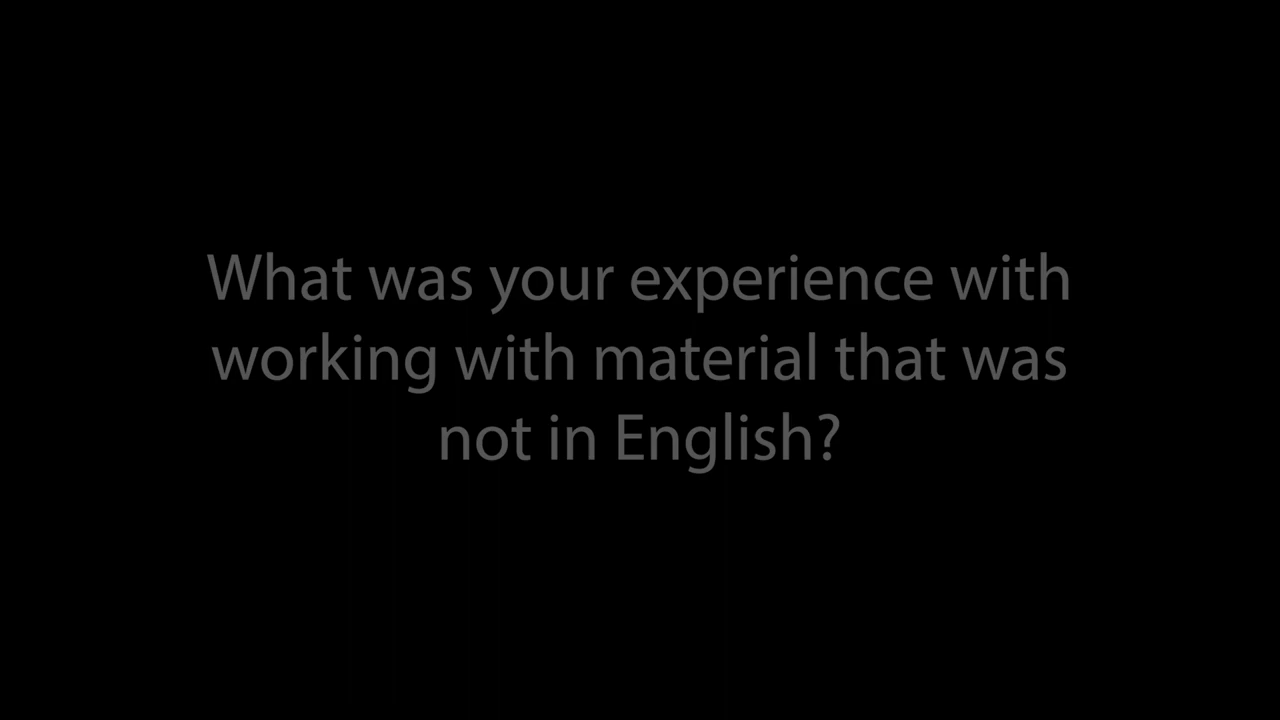 What was your experience with
working with material that was
not in English?